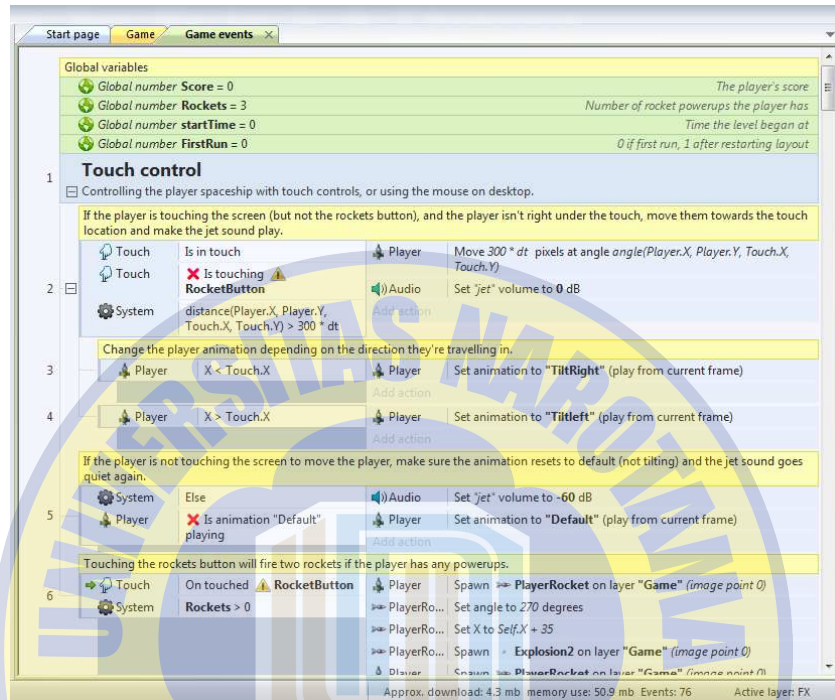 Start page Game Game events
Global variables
Global number Score = 0 The player's score
Global number Rockets = 3 Number of rocket powerups the player has
Global number startTime = 0 Time the level began at
Global number FirstRun = 0 0 if first run, 1 after restarting layout
1 Touch control
Controlling the player spaceship with touch controls, or using the mouse on desktop.
If the player is touching the screen (but not the rockets button), and the player isn't right under the touch, move them towards the touch
location and make the jet sound play.
2
Touch Is in touch
Touch Is touching
RocketButton
System distance(Player.X, Player.Y,
Touch.X, Touch.Y) > 300 * dt
Player Move 300 * dt pixels at angle angle(Player.X, Player.Y, Touch.X,
Touch.Y)
Audio Set "jet" volume to 0 dB
Add action
Change the player animation depending on the direction they're travelling in.
3 Player X < Touch.X Player Set animation to "TiltRight" (play from current frame)
Add action
4 Player X > Touch.X Player Set animation to "Tiltleft" (play from current frame)
Add action
If the player is not touching the screen to move the player, make sure the animation resets to default (not tilting) and the jet sound goes
quiet again.
5
System Else
Player Is animation "Default"
playing
Audio Set "jet" volume to -60 dB
Player Set animation to "Default" (play from current frame)
Add action
Touching the rockets button will fire two rockets if the player has any powerups.
6
Touch On touched RocketButton
System Rockets > 0
Player Spawn PlayerRocket on layer "Game" (image point 0)
PlayerRo... Set angle to 270 degrees
PlayerRo... Set X to Self.X + 35
PlayerRo... Spawn Explosion2 on layer "Game" (image point 0)
Player Spawn PlayerRocket on layer "Game" (image point 0)
Approx. download: 4.3 mb memory use: 50.9 mb Events: 76 Active layer: FX
UNIVERSITAS NAROTAMA